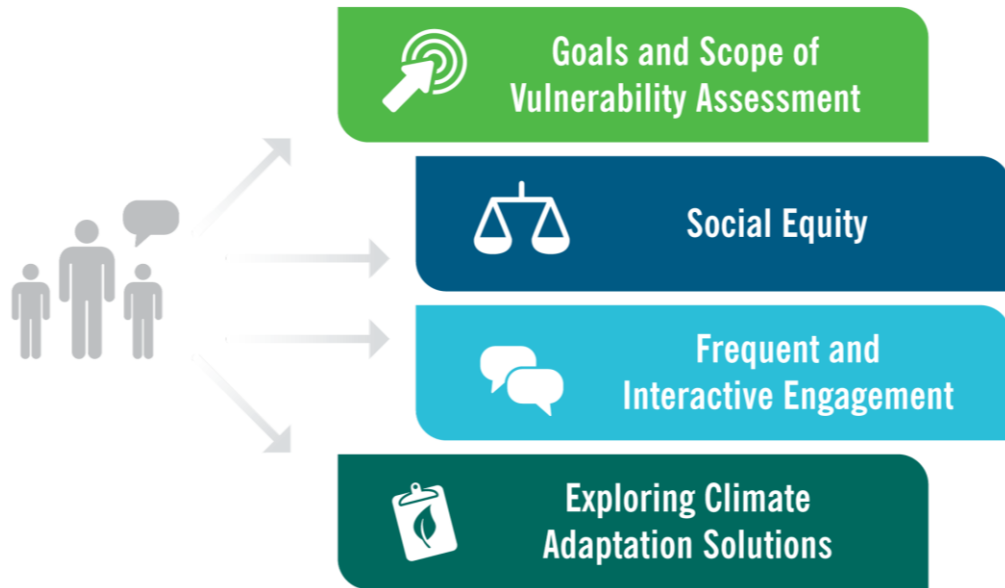 Goals and Scope of
Vulnerability Assessment
Social Equity
Frequent and
Interactive Engagement
Exploring Climate
Adaptation Solutions